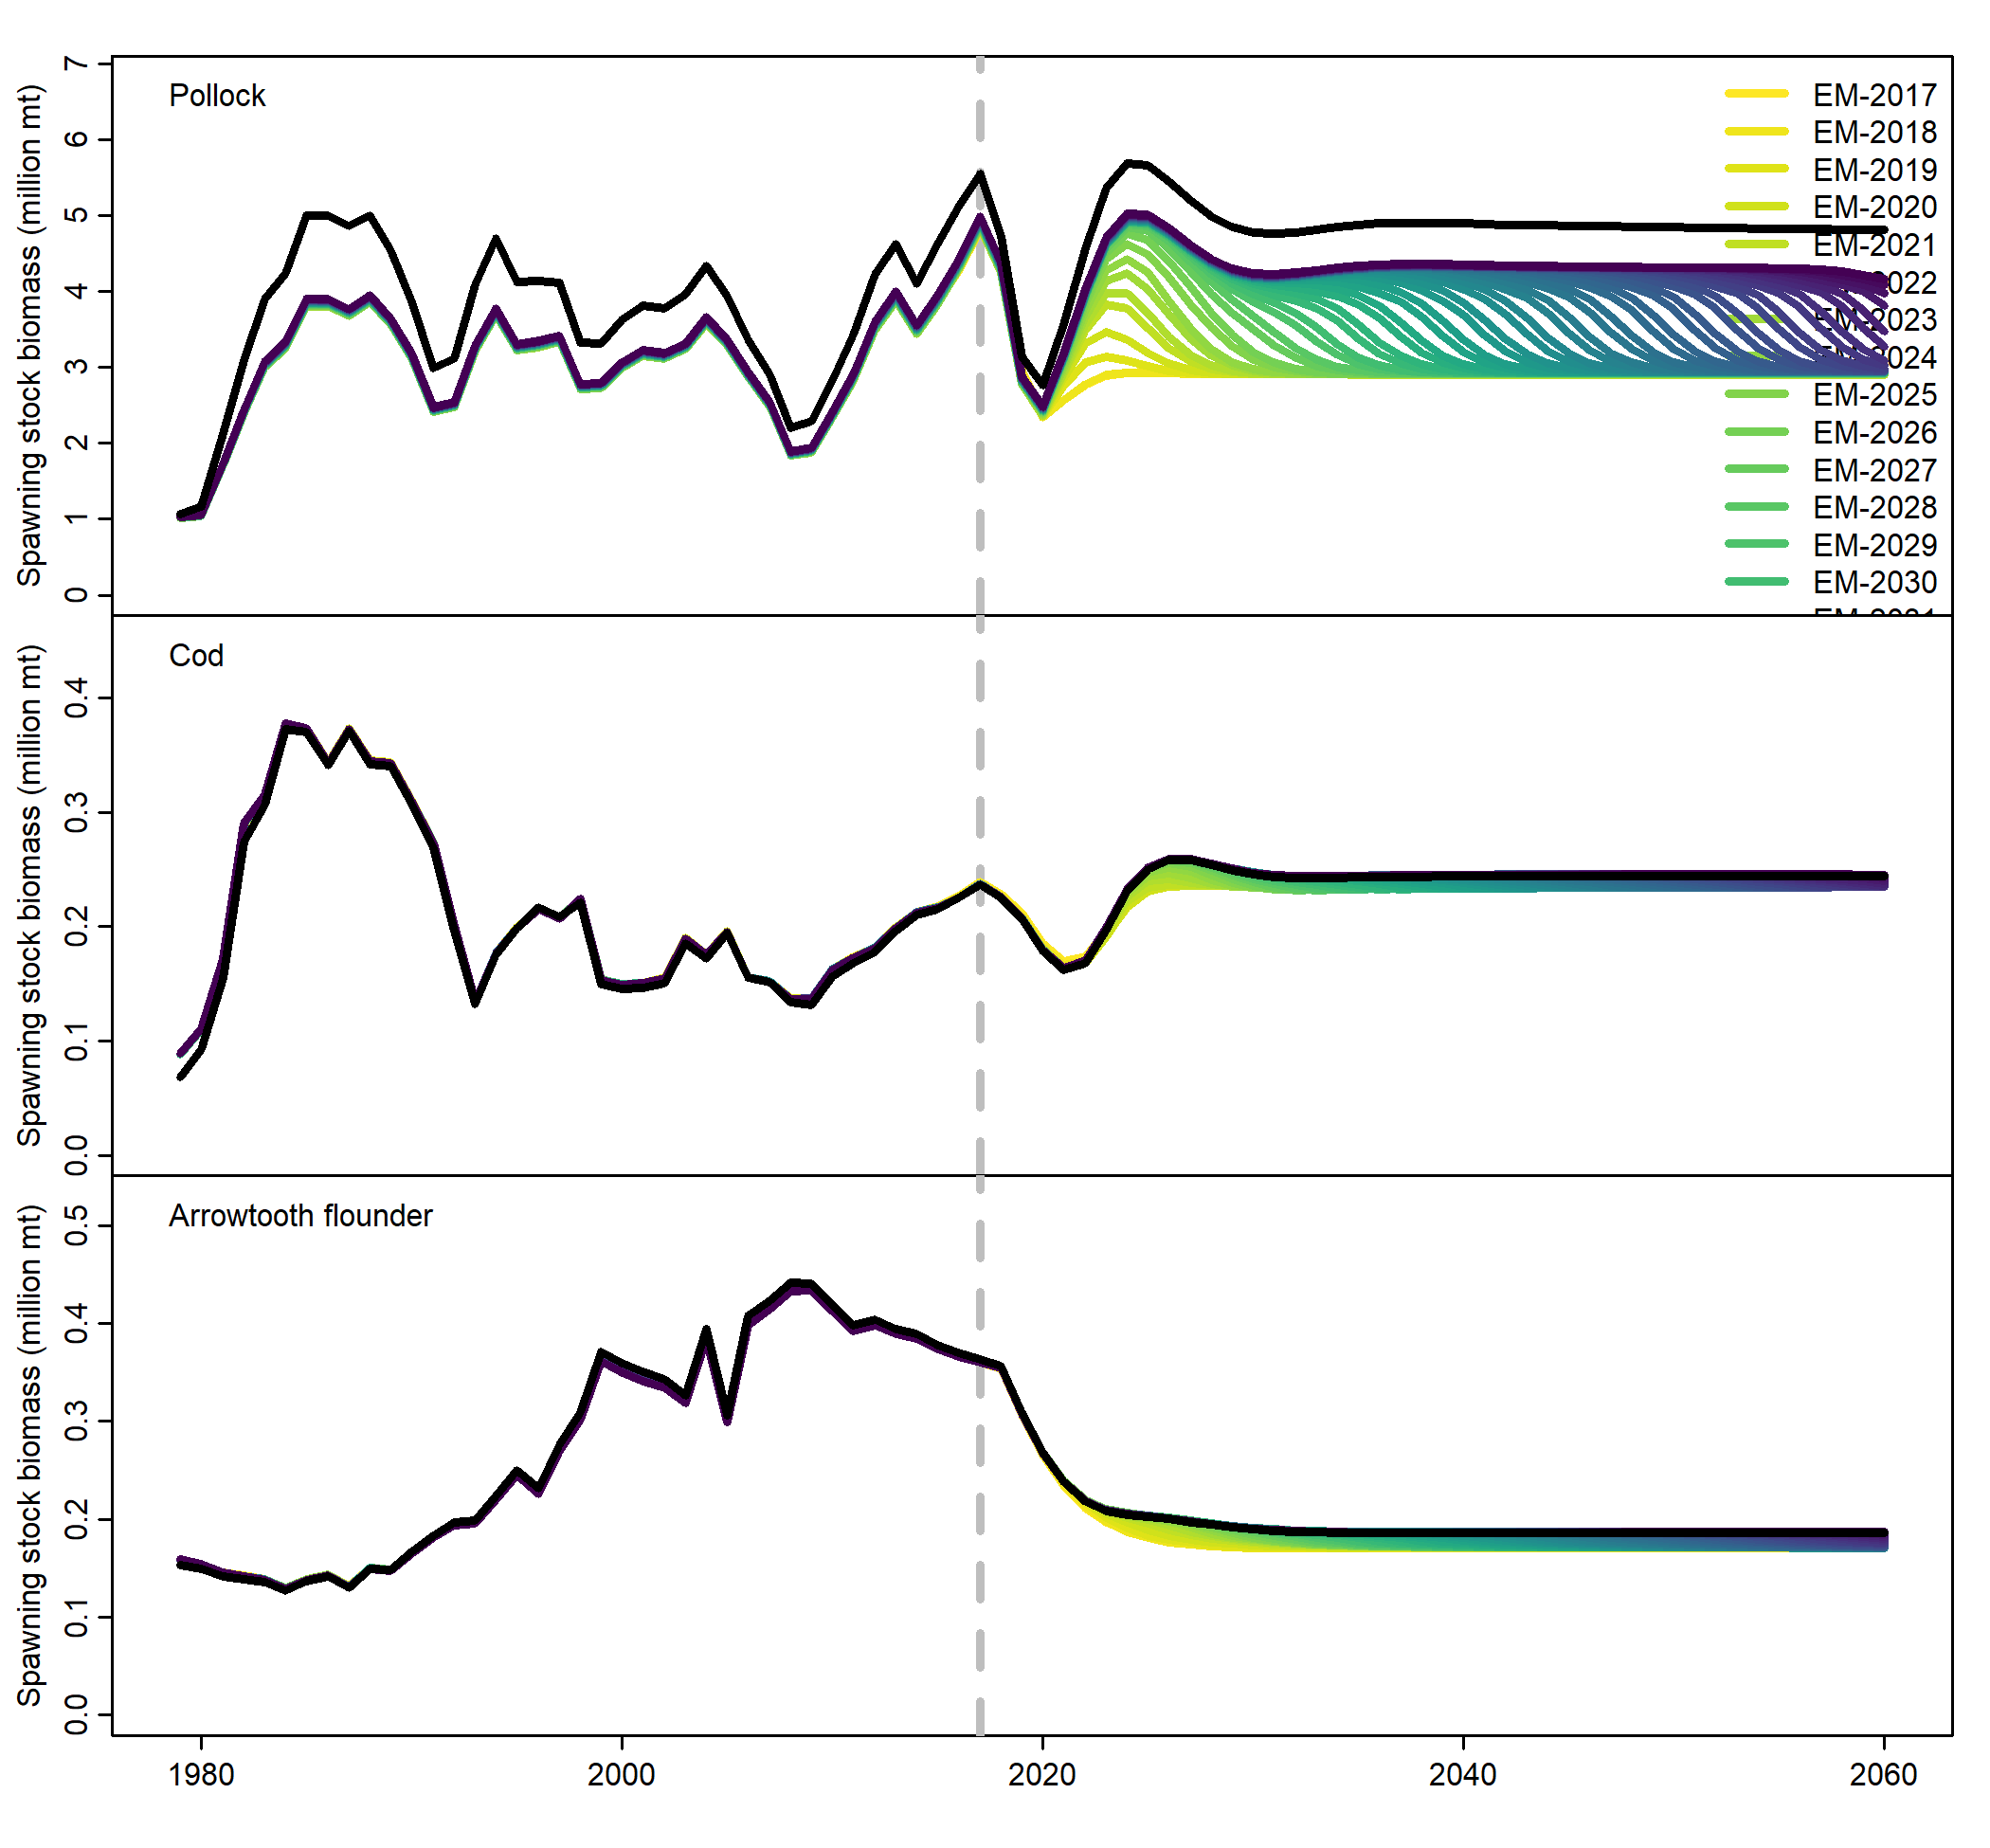 Spawning stock biomass (million mt)
7
6
5
4
3
2
1
0
Pollock
EM-2017
EM-2018
EM-2019
EM-2020
EM-2021
EM-2023
EM-2024
EM-2025
EM-2026
EM-2027
EM-2028
EM-2029
EM-2030
Spawning stock biomass (million mt)
0.4
0.3
0.2
0.1
0.0
Cod
Spawning stock biomass (million mt)
0.5
0.4
0.3
0.2
0.1
0.0
Arrowtooth flounder
1980
2000
2020
2040
2060